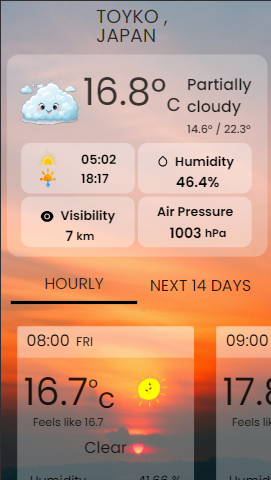 TOYKO ,
JAPAN
16.8° C
Partially
cloudy
14.6° / 22.3°
05:02
18:17
Humidity
46.4%
Visibility
7 km
Air Pressure
1003 hPa
HOURLY
NEXT 14 DAYS
08:00 FRI
09:00
16.7°C
17.8
Feels like 16.7
Feels lik
Clear
Humidity 41.66 %